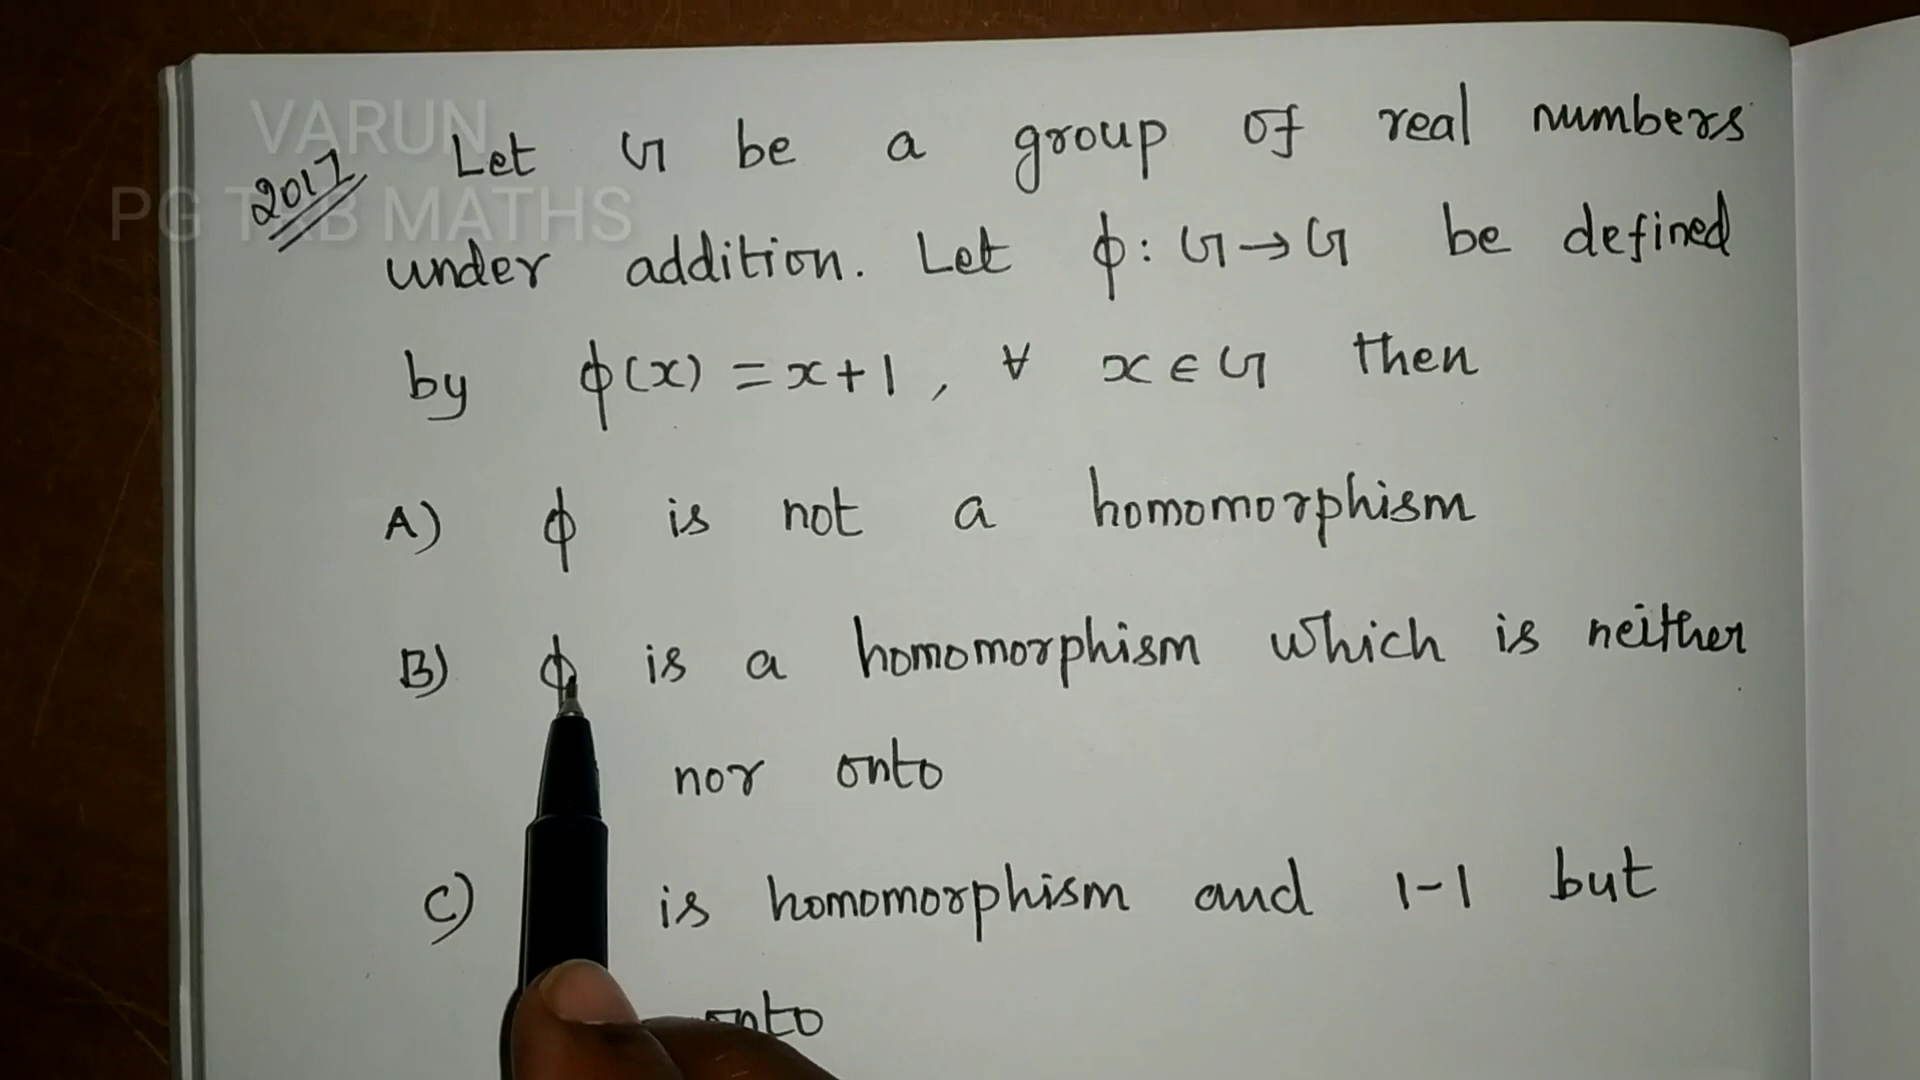 VARUN
PG TRB MATHS
2017
Let G be a group of real numbers
under addition. Let ϕ: G→G be defined
by ϕ(x) = x+1, ∀ x ∈ G then
A) ϕ is not a homomorphism
B) ϕ is a homomorphism which is neither
nor onto
C) is homomorphism and 1-1 but
onto